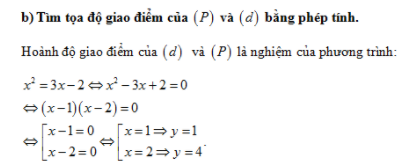 b) Tìm tọa độ giao điểm của (P) và (d) bằng phép tính.
Hoành độ giao điểm của (d) và (P) là nghiệm của phương trình:
x² = 3x − 2 ⇔ x² − 3x + 2 = 0
⇔ (x − 1)(x − 2) = 0
⇔ [x − 1 = 0 ⇔ [x = 1 ⇒ y = 1
[x − 2 = 0 [x = 2 ⇒ y = 4.